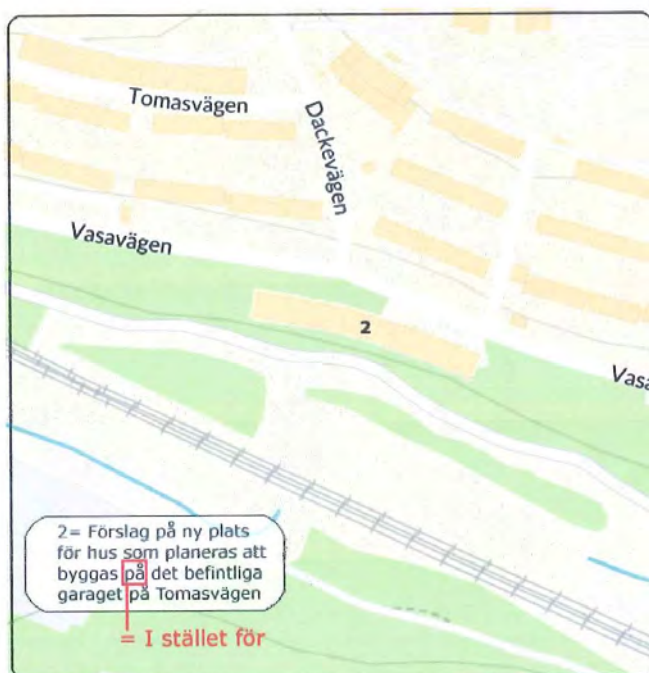 Tomasvägen
Dackevägen
Vasavägen
2
Vasa
2= Förslag på ny plats
för hus som planeras att
byggas på det befintliga
garaget på Tomasvägen
= I stället för